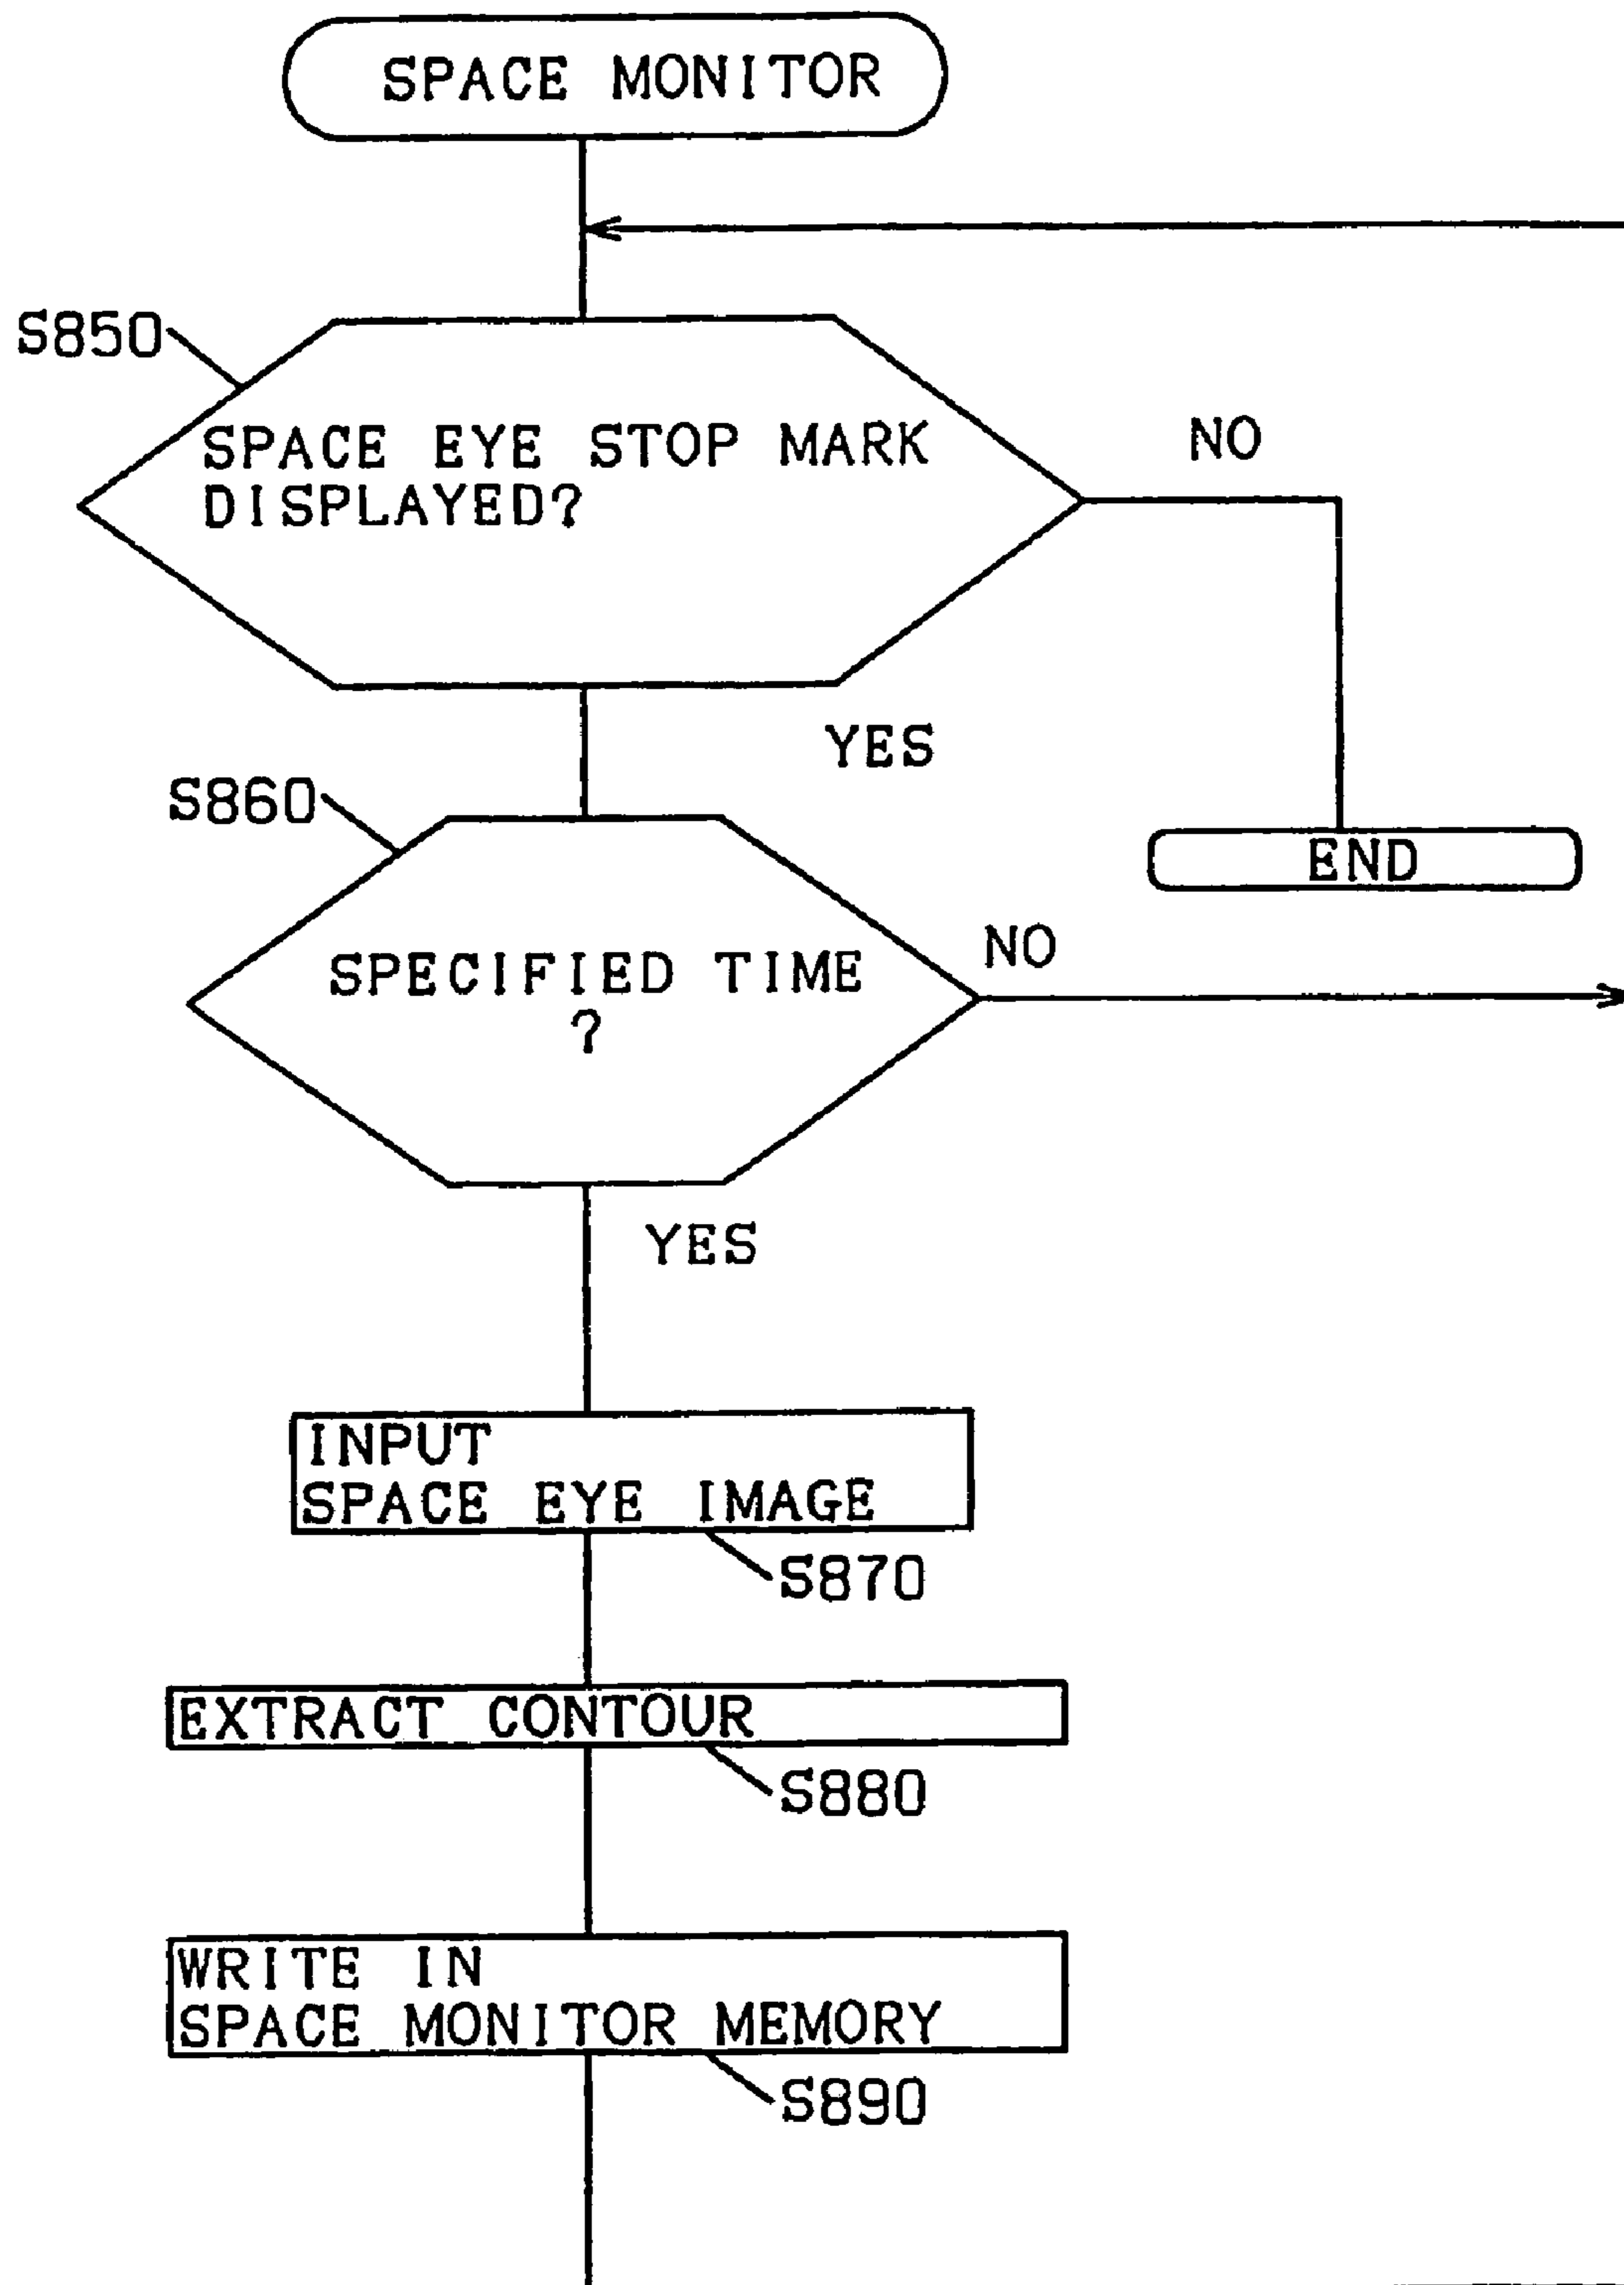 SPACE MONITOR
S850
SPACE EYE STOP MARK
DISPLAYED?
NO
YES
S860
END
SPECIFIED TIME
?
NO
YES
INPUT
SPACE EYE IMAGE
S870
EXTRACT CONTOUR
S880
WRITE IN
SPACE MONITOR MEMORY
S890